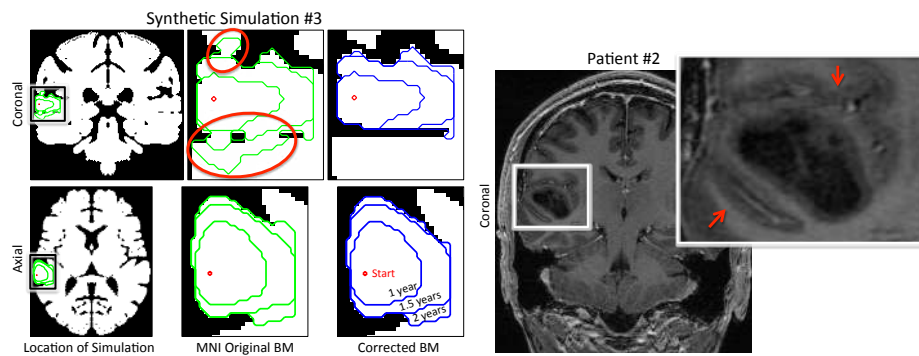 Synthetic Simulation #3
Coronal
Axial
Start
1 year
1.5 years
2 years
Location of Simulation
MNI Original BM
Corrected BM
Patient #2
Coronal